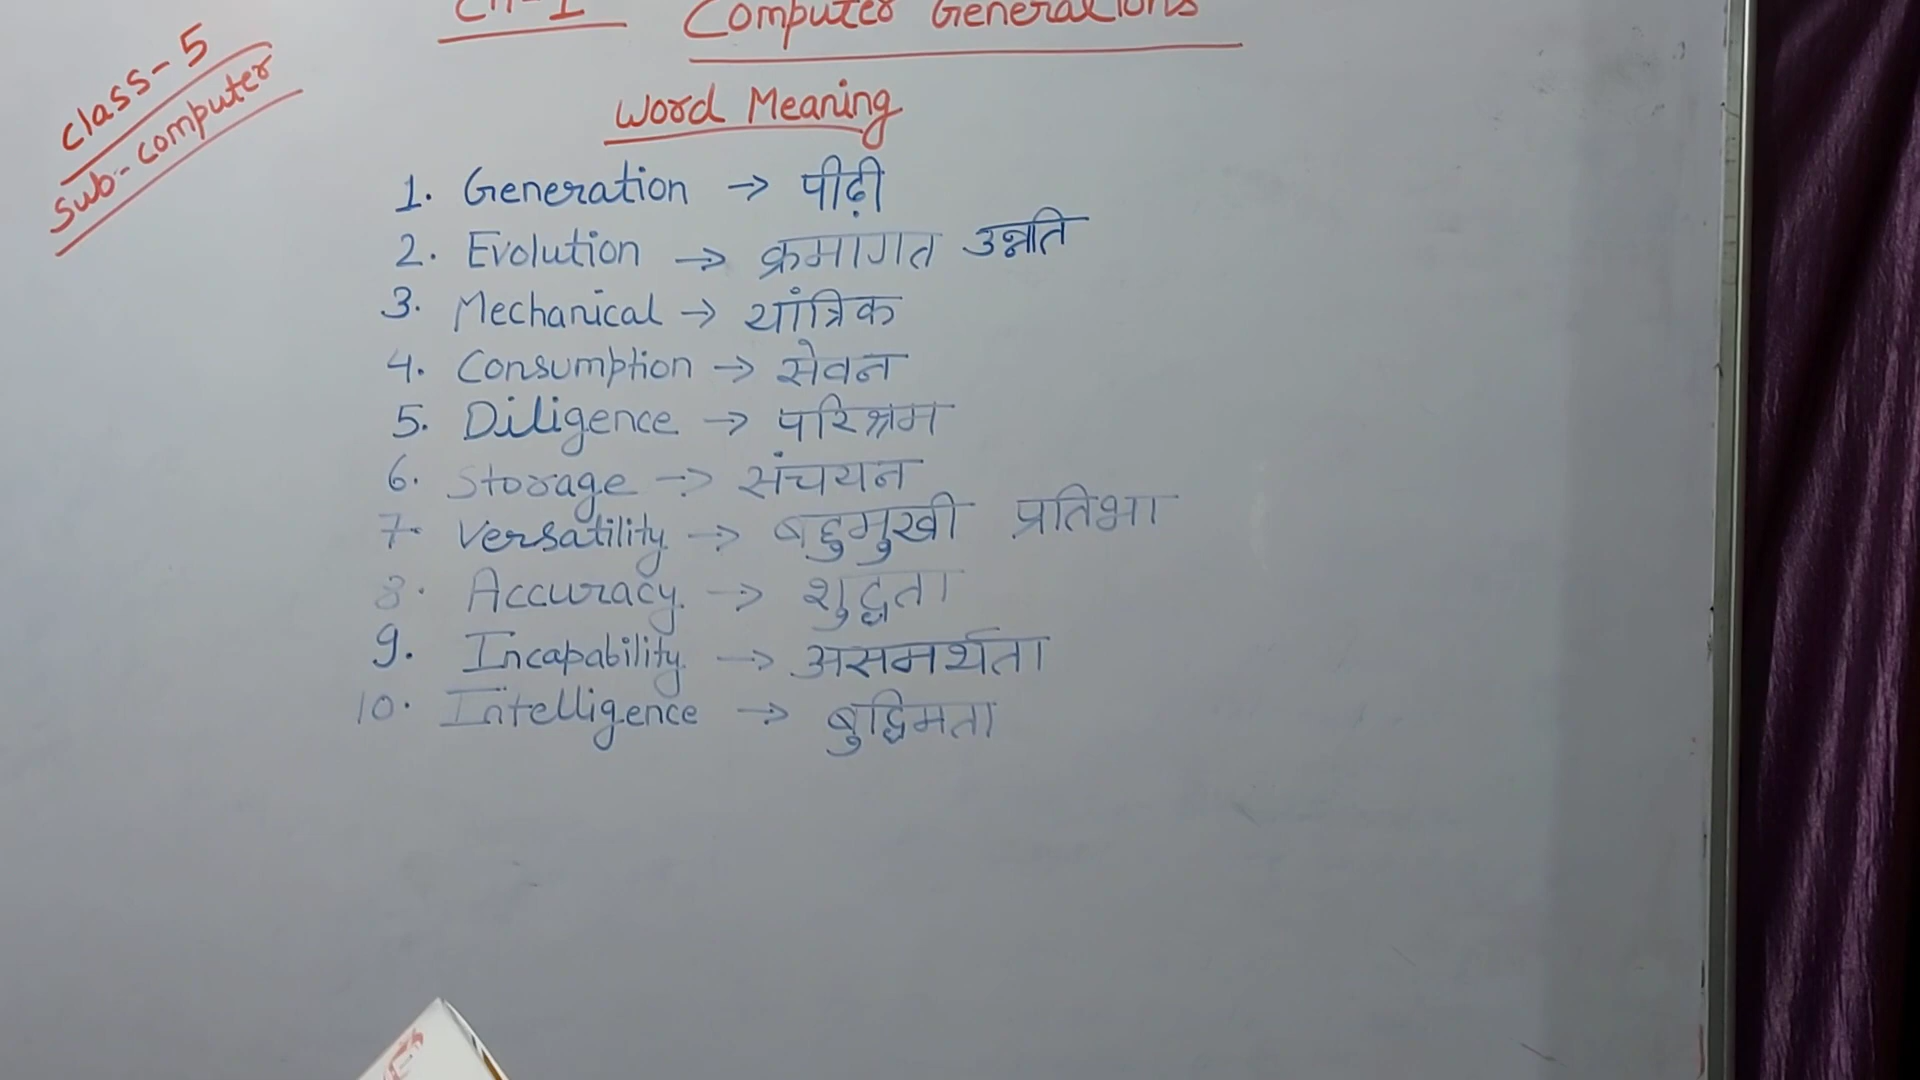 Ch-1 Computer Generations
Class-5
Sub-Computer
Word Meaning
1. Generation → पीढ़ी
2. Evolution → क्रमागत उन्नति
3. Mechanical → यांत्रिक
4. Consumption → सेवन
5. Diligence → परिश्रम
6. Storage → संचयन
7. Versatility → बहुमुखी प्रतिभा
8. Accuracy → शुद्धता
9. Incapability → असमर्थता
10. Intelligence → बुद्धिमता